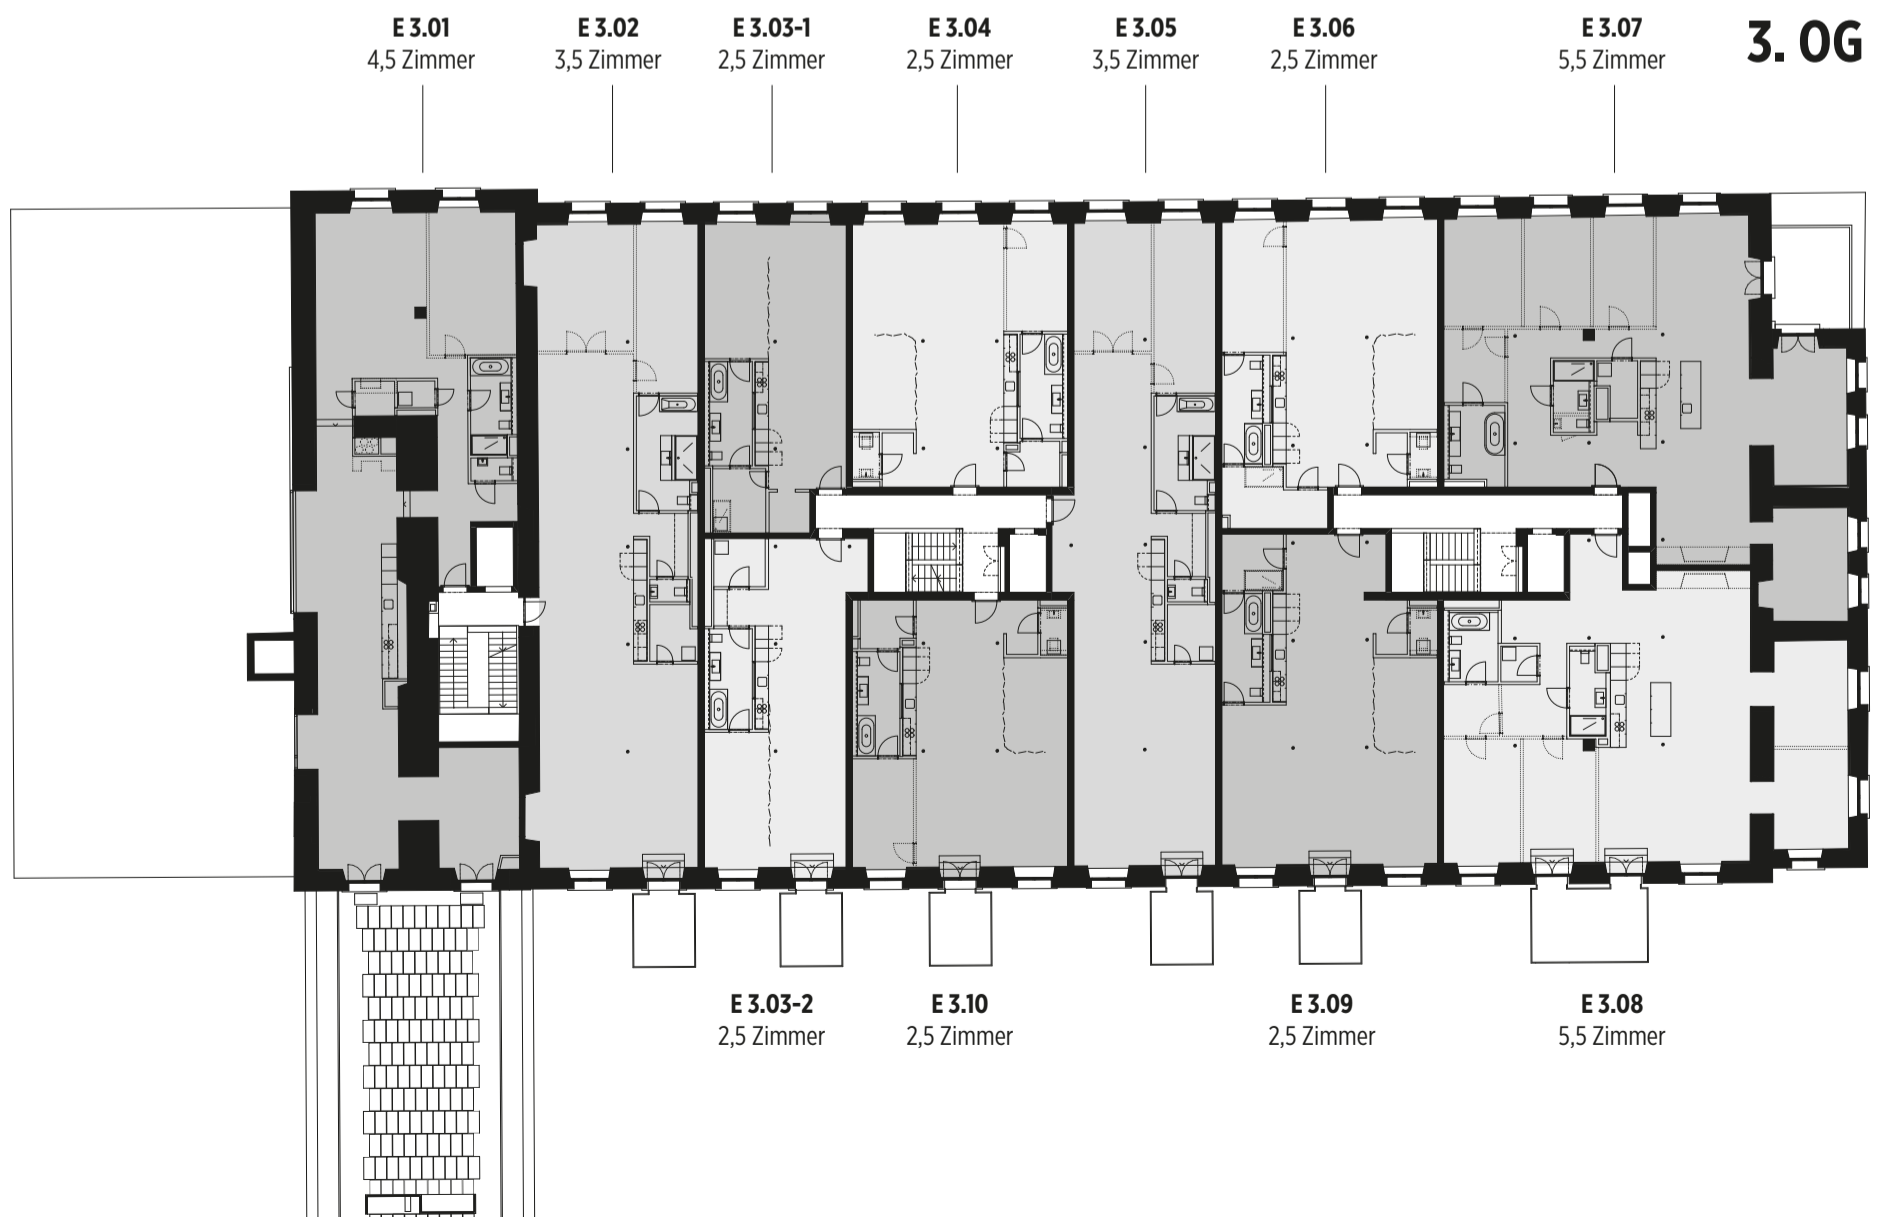 E 3.01
4,5 Zimmer
E 3.02
3,5 Zimmer
E 3.03-1
2,5 Zimmer
E 3.04
2,5 Zimmer
E 3.05
3,5 Zimmer
E 3.06
2,5 Zimmer
E 3.07
5,5 Zimmer
3. OG
E 3.03-2
2,5 Zimmer
E 3.10
2,5 Zimmer
E 3.09
2,5 Zimmer
E 3.08
5,5 Zimmer